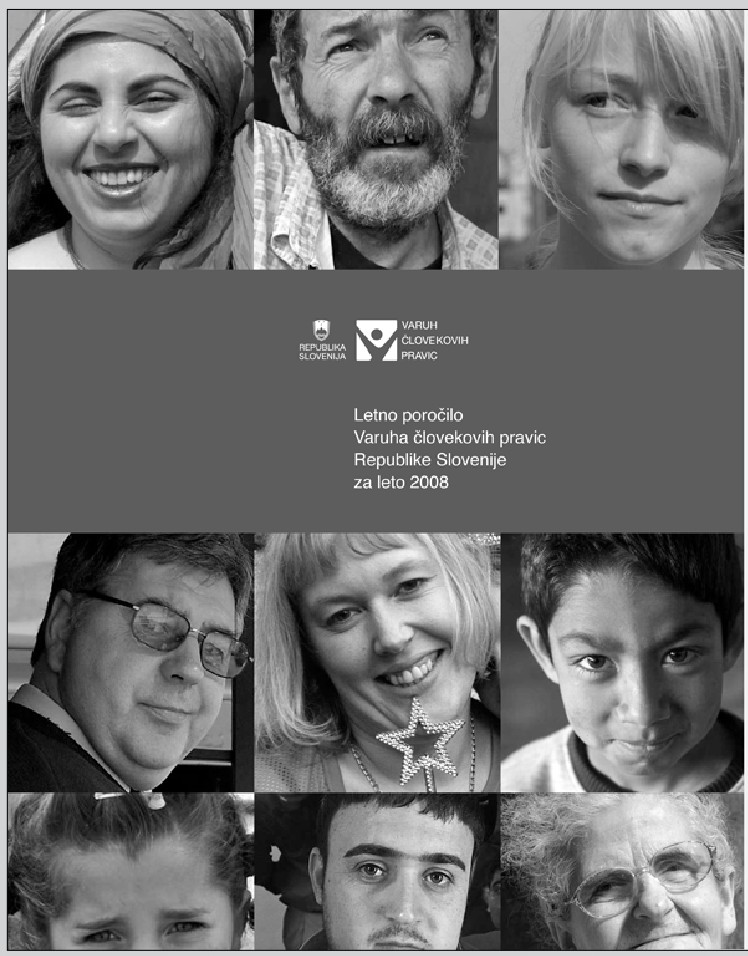 REPUBLIKA
SLOVENIJA
VARUH
ČLOVEKOVIH
PRAVIC
Letno poročilo
Varuha človekovih pravic
Republike Slovenije
za leto 2008